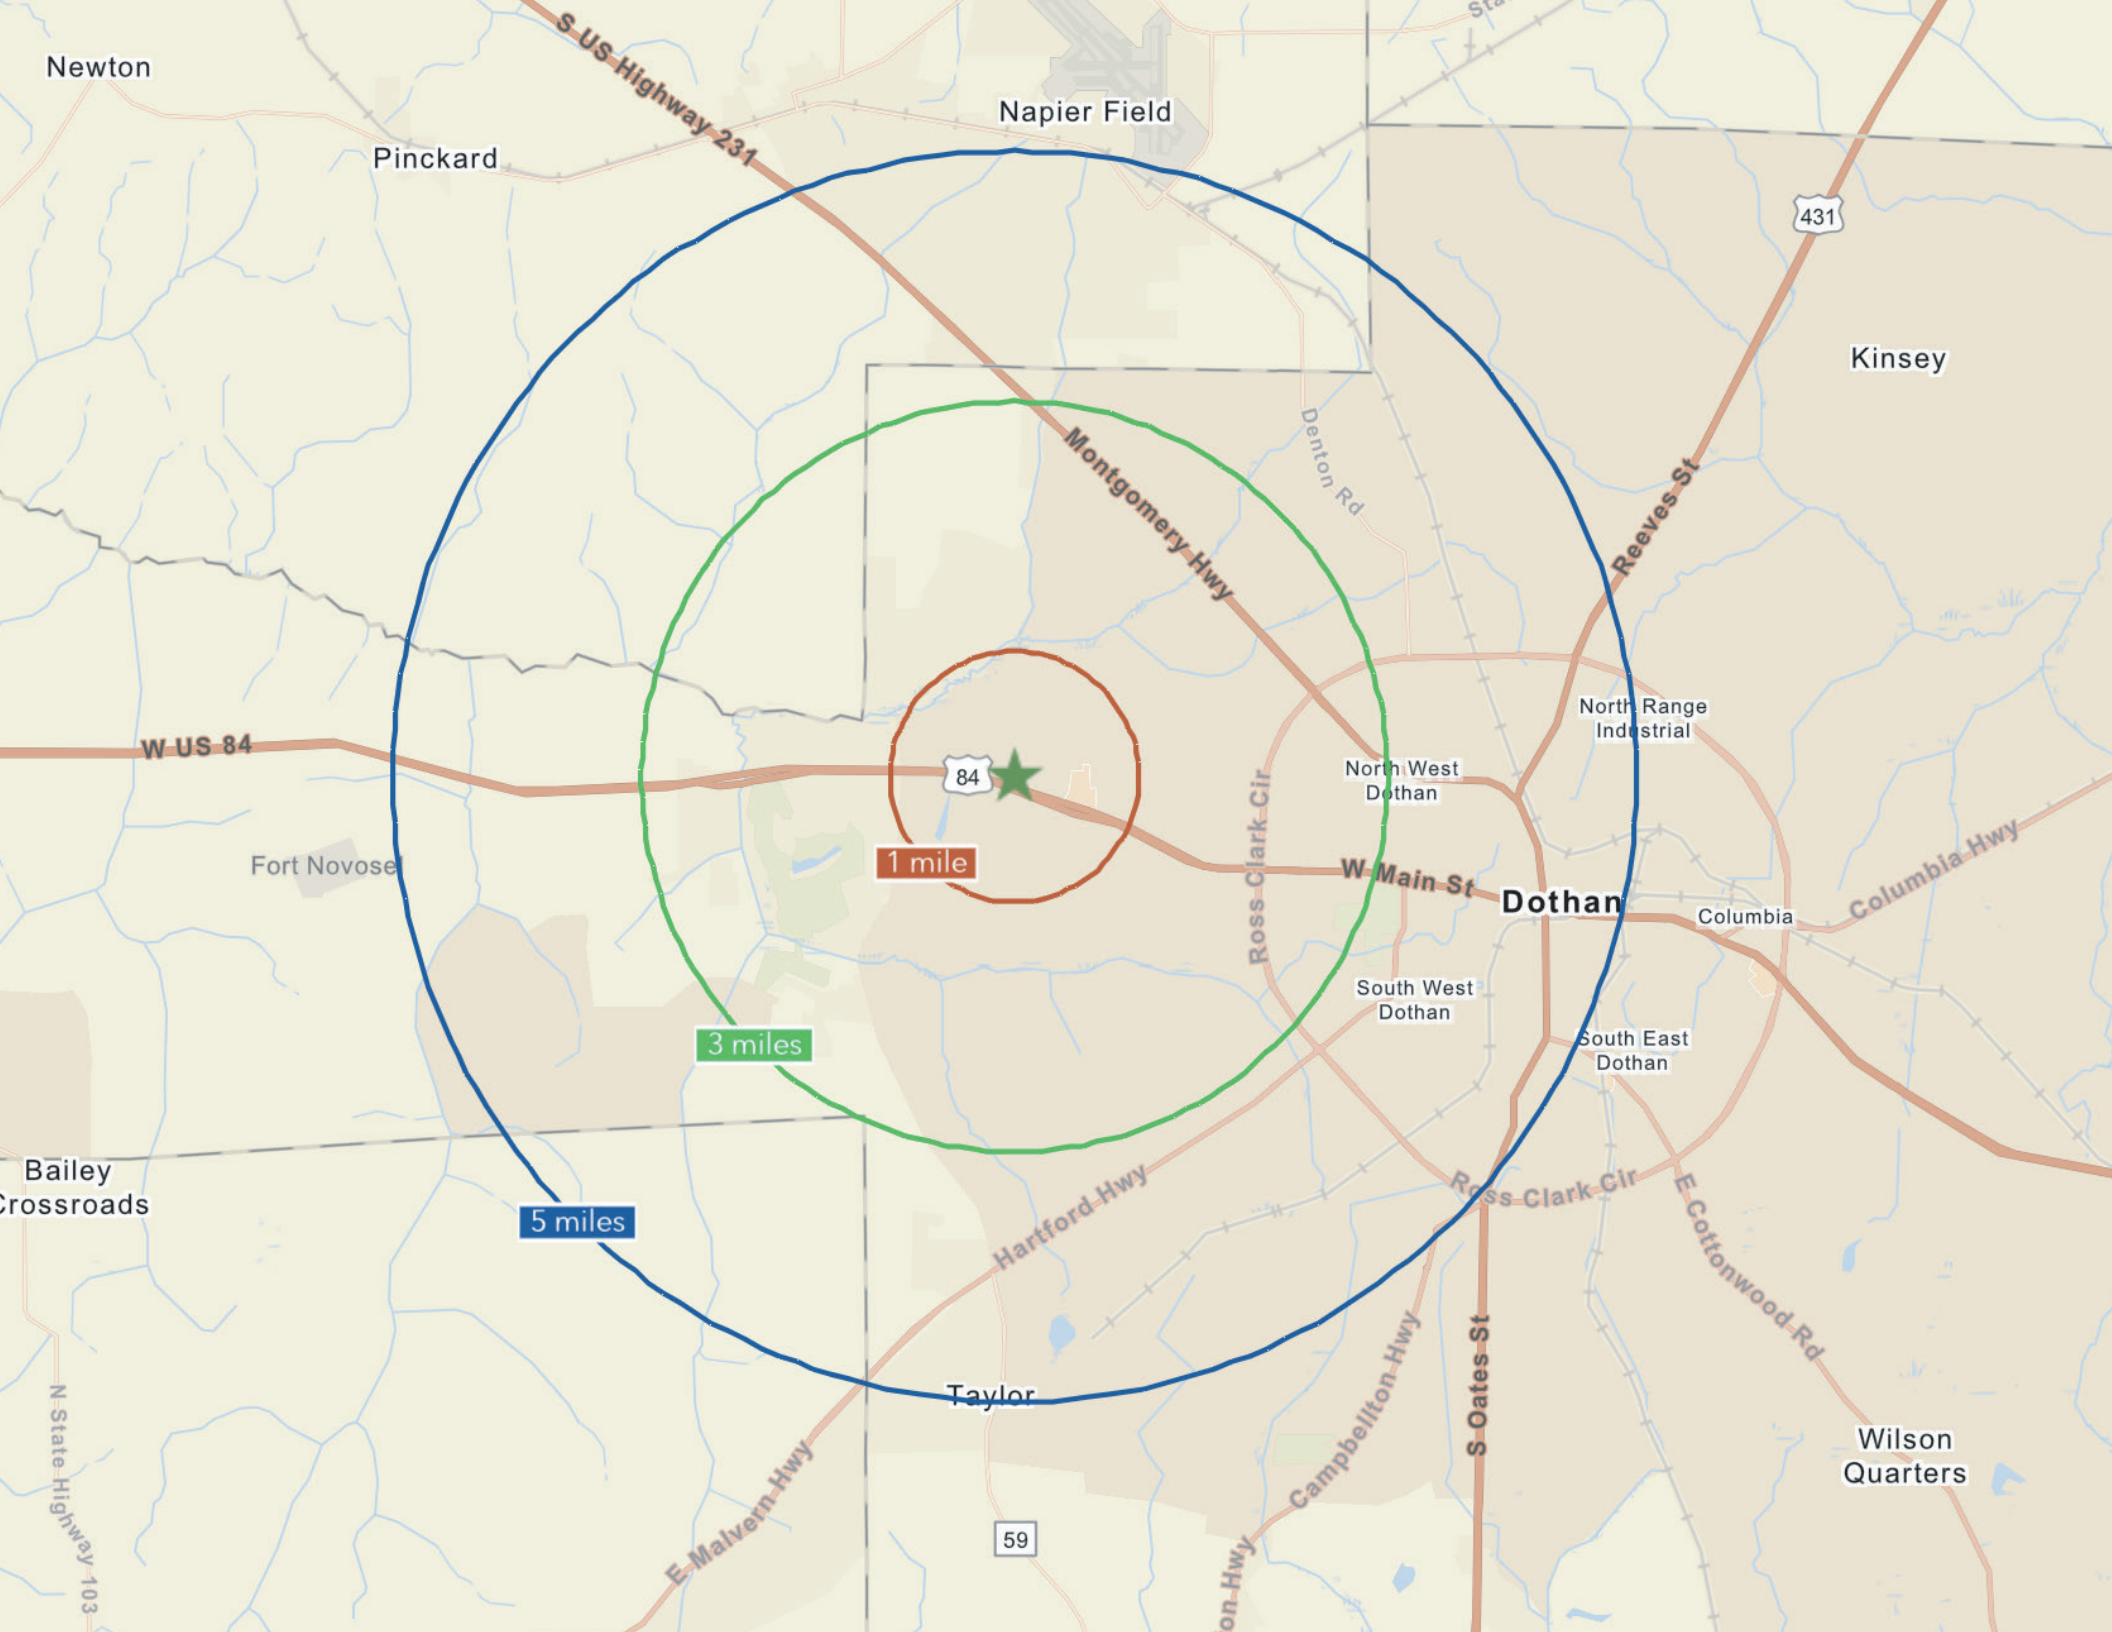 Sta
Newton
S US Highway 231
Napier Field
Pinckard
431
Kinsey
Denton Rd
Montgomery Hwy
Reeves St
North Range
Industrial
W US 84
84
North West
Dothan
Ross Clark Cir
Fort Novosel
1 mile
W Main St
Dothan
Columbia Hwy
Columbia
South West
Dothan
3 miles
South East
Dothan
Bailey
Crossroads
5 miles
Hartford Hwy
Ross Clark Cir
E Cottonwood Rd
Taylor
N State Highway 103
S Oates St
Campbellton Hwy
E Malvern Hwy
Wilson
Quarters
59
on Hwy